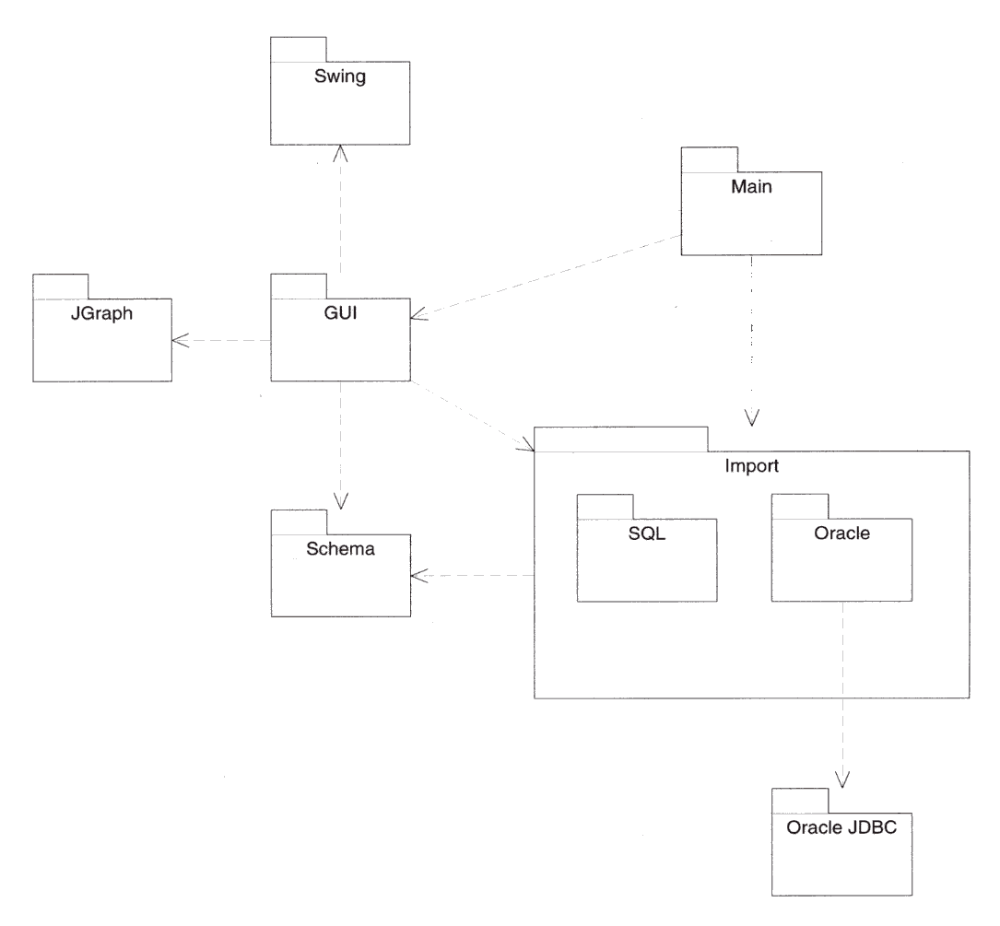 Swing
Main
JGraph
GUI
Import
SQL
Oracle
Schema
Oracle JDBC